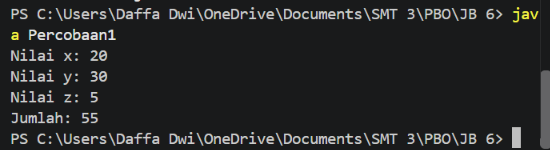 PS C:\Users\Daffa Dwi\OneDrive\Documents\SMT 3\PBO\JB 6> jav
a Percobaan1
Nilai x: 20
Nilai y: 30
Nilai z: 5
Jumlah: 55
PS C:\Users\Daffa Dwi\OneDrive\Documents\SMT 3\PBO\JB 6>